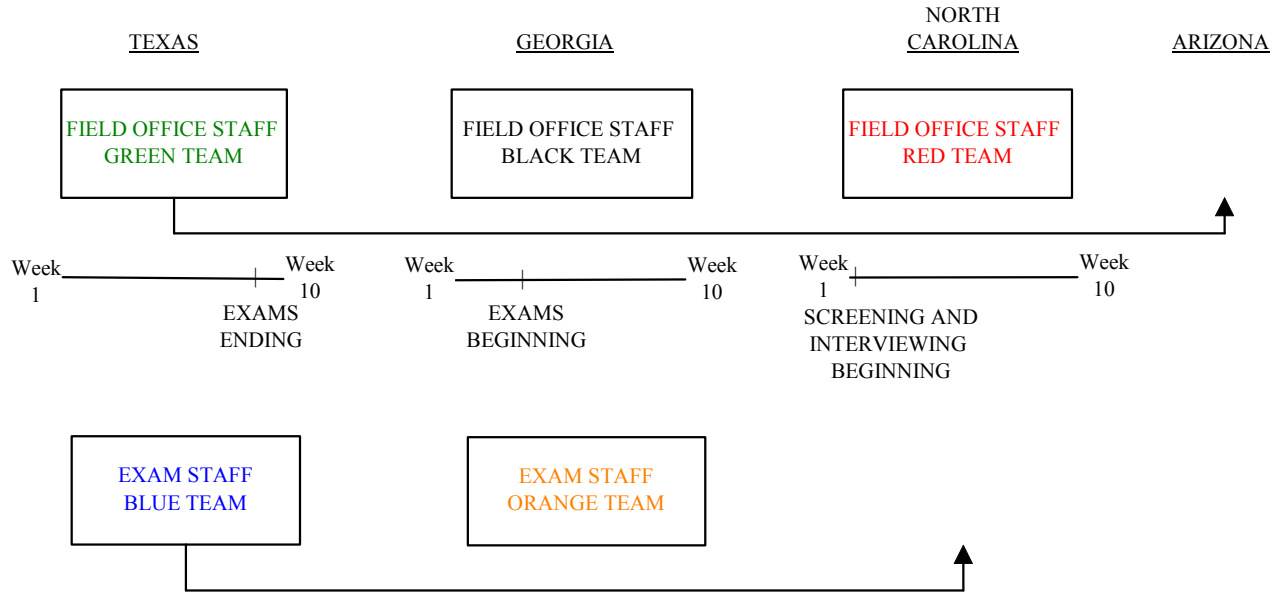 TEXAS
GEORGIA
NORTH
CAROLINA
ARIZONA
FIELD OFFICE STAFF
GREEN TEAM
FIELD OFFICE STAFF
BLACK TEAM
FIELD OFFICE STAFF
RED TEAM
Week
1
Week
10
EXAMS
ENDING
Week
1
Week
10
EXAMS
BEGINNING
Week
1
Week
10
SCREENING AND
INTERVIEWING
BEGINNING
EXAM STAFF
BLUE TEAM
EXAM STAFF
ORANGE TEAM